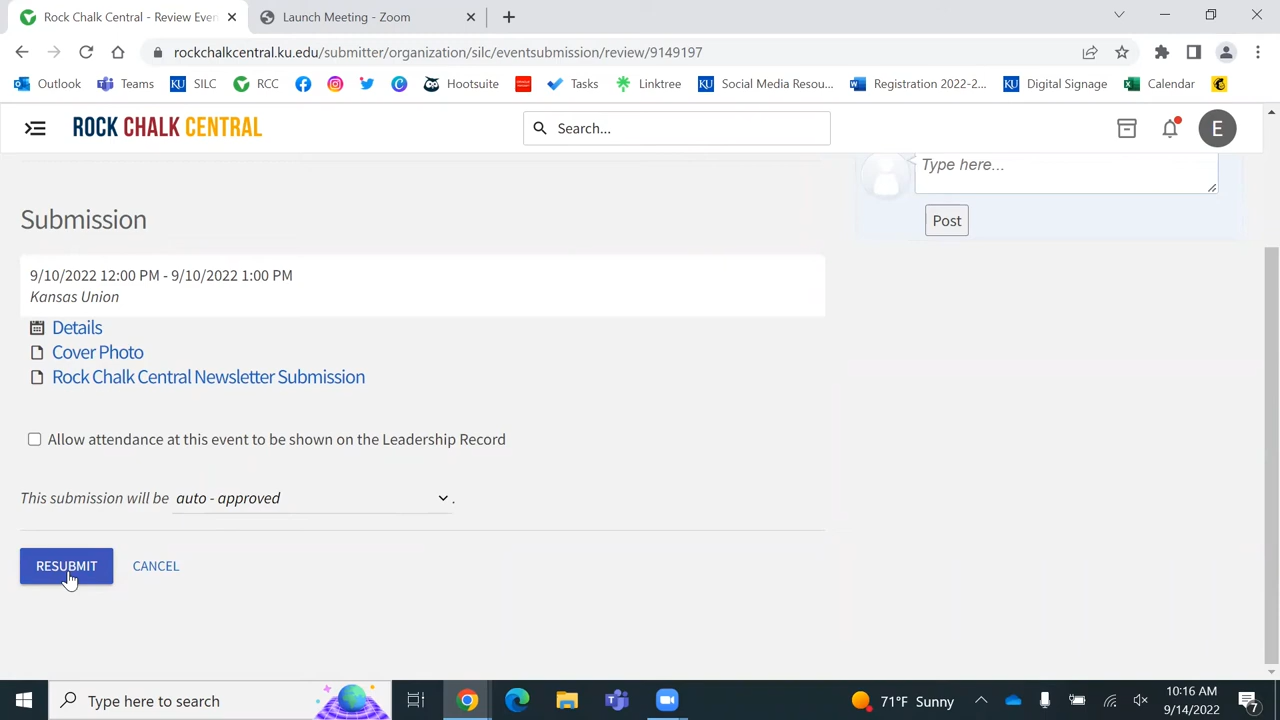 Rock Chalk Central - Review Even
Launch Meeting - Zoom
rockchalkcentral.ku.edu/submitter/organization/silc/eventsubmission/review/9149197
Outlook
Teams
KU SILC
RCC
Hootsuite
Tasks
Linktree
KU Social Media Resou...
Registration 2022-2...
KU Digital Signage
Calendar
ROCK CHALK CENTRAL
Search...
E
Type here...
Post
Submission
9/10/2022 12:00 PM - 9/10/2022 1:00 PM
Kansas Union
Details
Cover Photo
Rock Chalk Central Newsletter Submission
Allow attendance at this event to be shown on the Leadership Record
This submission will be auto - approved .
RESUBMIT CANCEL
Type here to search
71°F Sunny
10:16 AM
9/14/2022
7